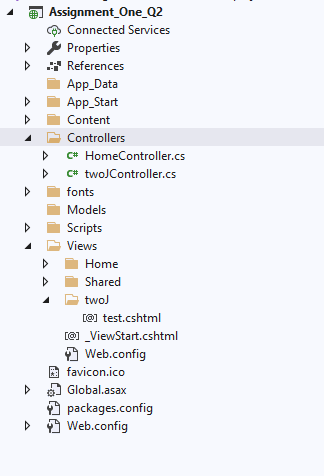 Assignment_One_Q2
Connected Services
Properties
References
App_Data
App_Start
Content
Controllers
HomeController.cs
twoJController.cs
fonts
Models
Scripts
Views
Home
Shared
twoJ
test.cshtml
_ViewStart.cshtml
Web.config
favicon.ico
Global.asax
packages.config
Web.config